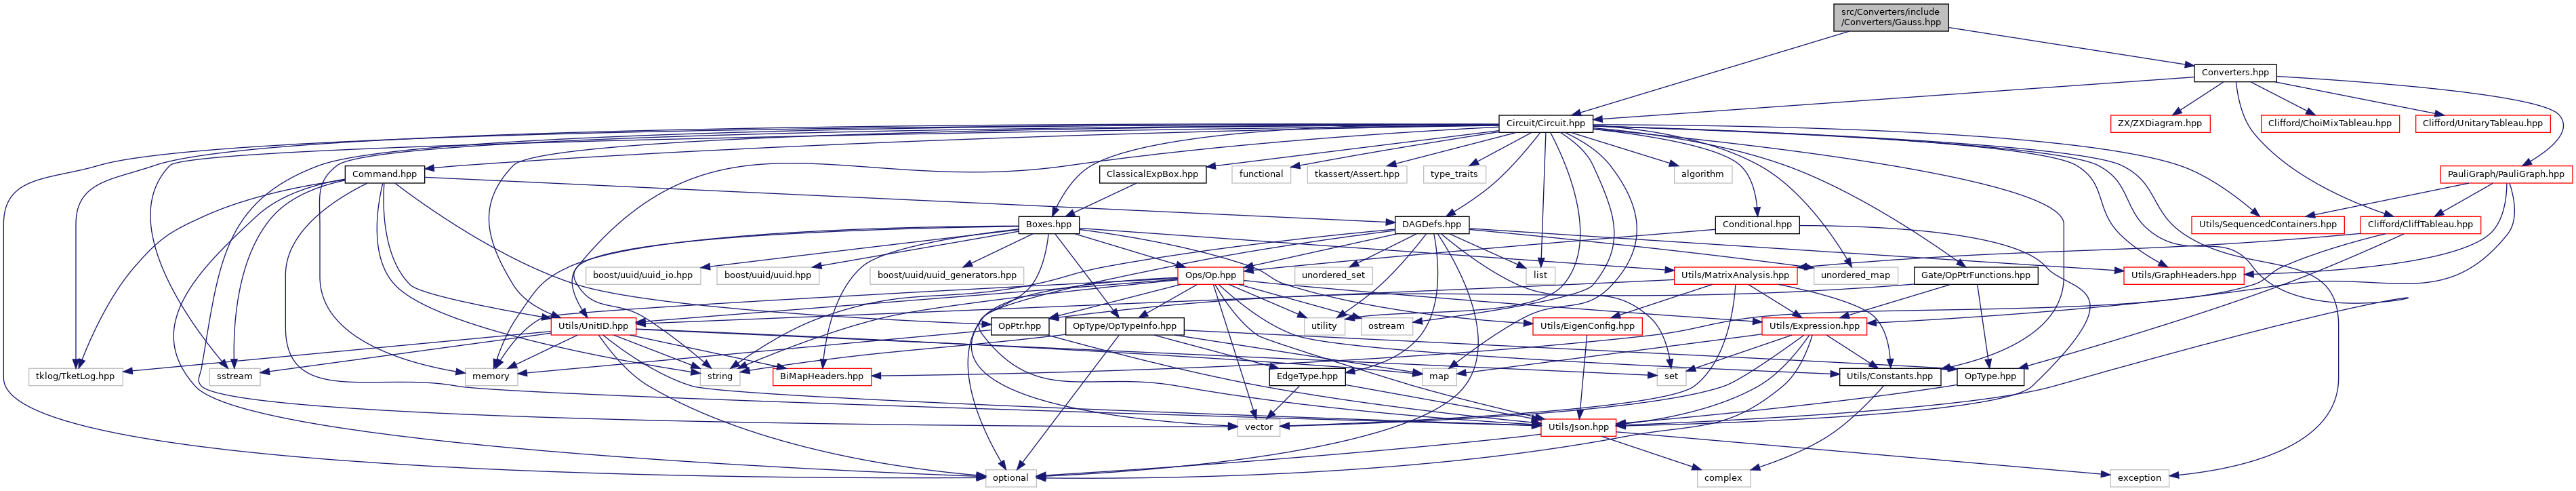 src/Converters/include
/Converters/Gauss.hpp
Converters.hpp
Circuit/Circuit.hpp
ZX/ZXDiagram.hpp
Clifford/ChoiMixTableau.hpp
Clifford/UnitaryTableau.hpp
Command.hpp
ClassicalExpBox.hpp
functional
tkassert/Assert.hpp
type_traits
algorithm
PauliGraph/PauliGraph.hpp
Boxes.hpp
DAGDefs.hpp
Conditional.hpp
Utils/SequencedContainers.hpp
Clifford/CliffTableau.hpp
boost/uuid/uuid_io.hpp
boost/uuid/uuid.hpp
boost/uuid/uuid_generators.hpp
Ops/Op.hpp
unordered_set
list
Utils/MatrixAnalysis.hpp
unordered_map
Gate/OpPtrFunctions.hpp
Utils/GraphHeaders.hpp
Utils/UnitID.hpp
OpPtr.hpp
OpType/OpTypeInfo.hpp
utility
ostream
Utils/EigenConfig.hpp
Utils/Expression.hpp
tklog/TketLog.hpp
sstream
memory
string
BiMapHeaders.hpp
EdgeType.hpp
map
set
Utils/Constants.hpp
OpType.hpp
vector
Utils/Json.hpp
optional
complex
exception